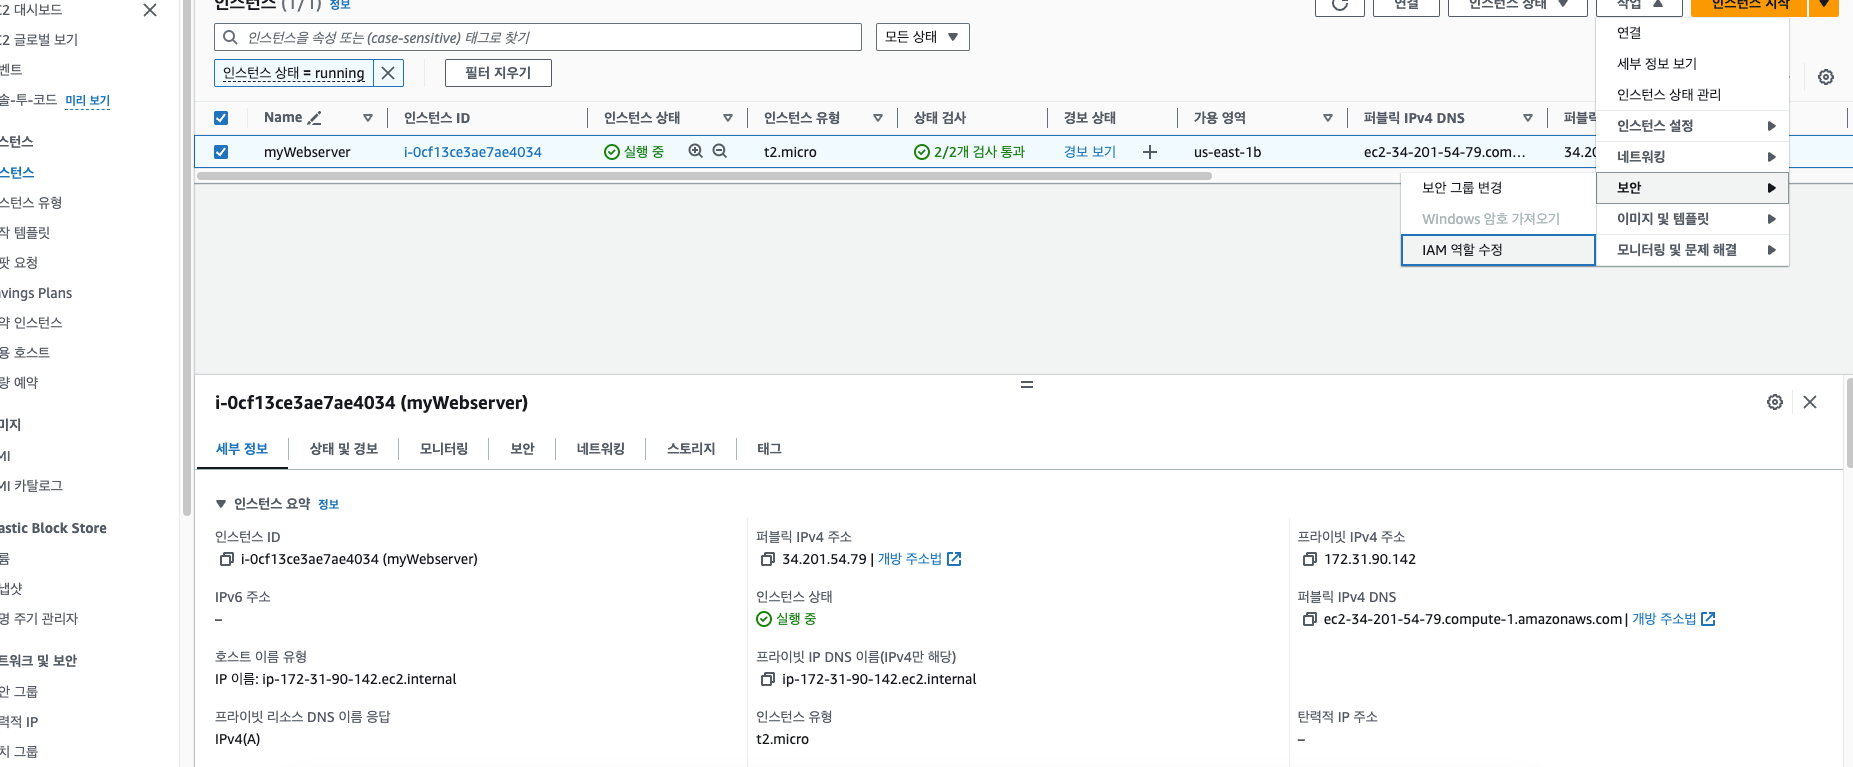 C2 대시보드
C2 글로벌 보기
벤트
솔-투-코드 미리 보기
스턴스
스턴스
스턴스 유형
작 템플릿
팟 요청
avings Plans
약 인스턴스
용 호스트
량 예약
미지
MI
MI 카탈로그
astic Block Store
륨
냅샷
명 주기 관리자
트워크 및 보안
안 그룹
력적 IP
치 그룹
인스턴스 (1/1) 정보
연결
인스턴스 상태
작업
인스턴스 시작
인스턴스을 속성 또는 (case-sensitive) 태그로 찾기
모든 상태
인스턴스 상태 = running
필터 지우기
Name
인스턴스 ID
인스턴스 상태
인스턴스 유형
상태 검사
경보 상태
가용 영역
퍼블릭 IPv4 DNS
퍼블릭
myWebserver
i-0cf13ce3ae7ae4034
실행 중
t2.micro
2/2개 검사 통과
경보 보기
us-east-1b
ec2-34-201-54-79.com...
34.20
연결
세부 정보 보기
인스턴스 상태 관리
인스턴스 설정
네트워킹
보안
이미지 및 템플릿
모니터링 및 문제 해결
보안 그룹 변경
Windows 암호 가져오기
IAM 역할 수정
i-0cf13ce3ae7ae4034 (myWebserver)
세부 정보
상태 및 경보
모니터링
보안
네트워킹
스토리지
태그
인스턴스 요약 정보
인스턴스 ID
i-0cf13ce3ae7ae4034 (myWebserver)
퍼블릭 IPv4 주소
34.201.54.79 | 개방 주소법
프라이빗 IPv4 주소
172.31.90.142
IPv6 주소
–
인스턴스 상태
실행 중
퍼블릭 IPv4 DNS
ec2-34-201-54-79.compute-1.amazonaws.com | 개방 주소법
호스트 이름 유형
IP 이름: ip-172-31-90-142.ec2.internal
프라이빗 IP DNS 이름(IPv4만 해당)
ip-172-31-90-142.ec2.internal
프라이빗 리소스 DNS 이름 응답
IPv4(A)
인스턴스 유형
t2.micro
탄력적 IP 주소
–